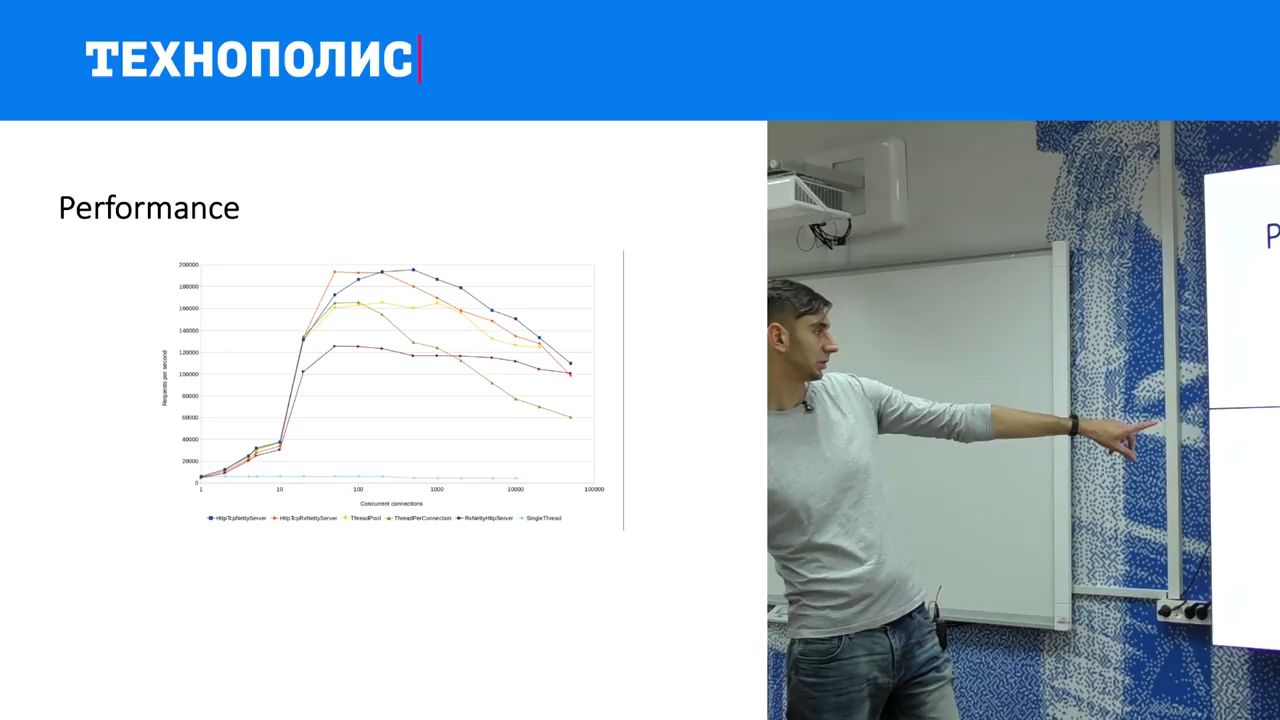 ТЕХНОПОЛИС
Performance
200000
180000
160000
140000
120000
100000
80000
60000
40000
20000
0
Requests per second
1 10 100 1000 10000 100000
Concurrent connections
HttpTcpNettyServer HttpTcpRxNettyServer ThreadPool ThreadPerConnection RxNettyHttpServer SingleThread
P